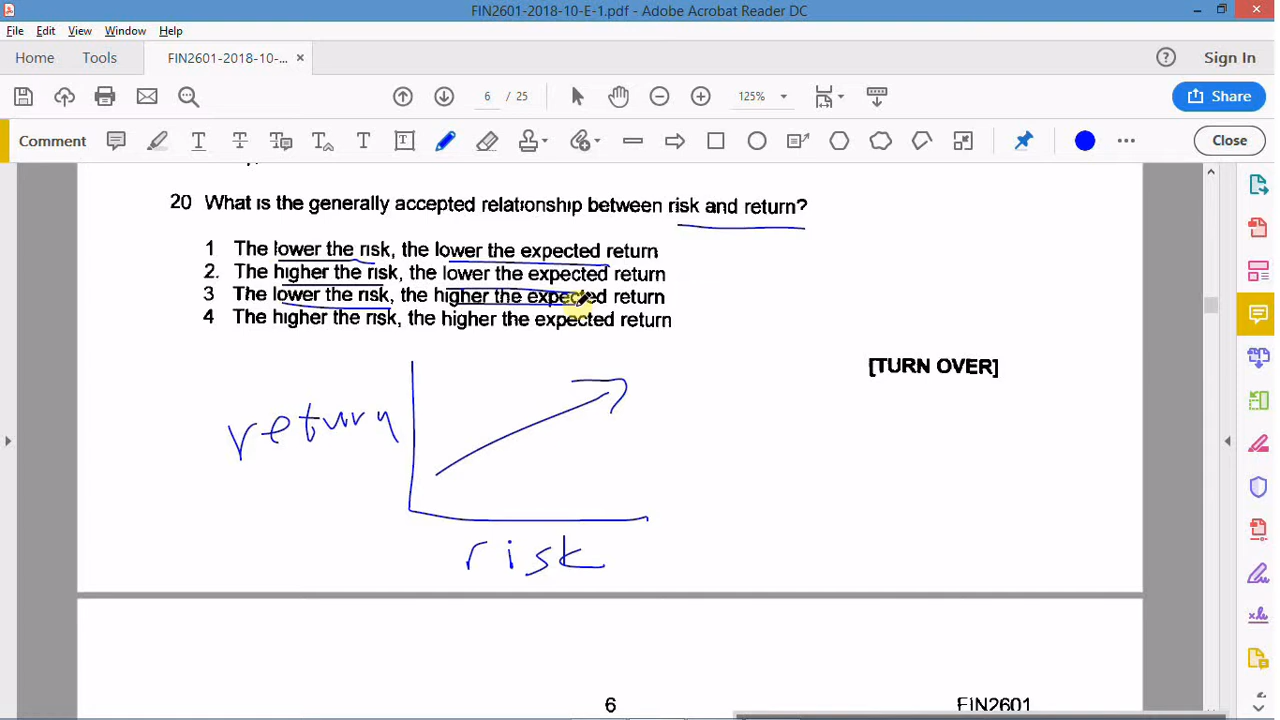 FIN2601-2018-10-E-1.pdf - Adobe Acrobat Reader DC
File Edit View Window Help
Home Tools FIN2601-2018-10-... × Sign In
6 / 25 125% Share
Comment Close
20 What is the generally accepted relationship between risk and return?
1 The lower the risk, the lower the expected return
2. The higher the risk, the lower the expected return
3 The lower the risk, the higher the expected return
4 The higher the risk, the higher the expected return
[TURN OVER]
return
risk
6 FIN2601